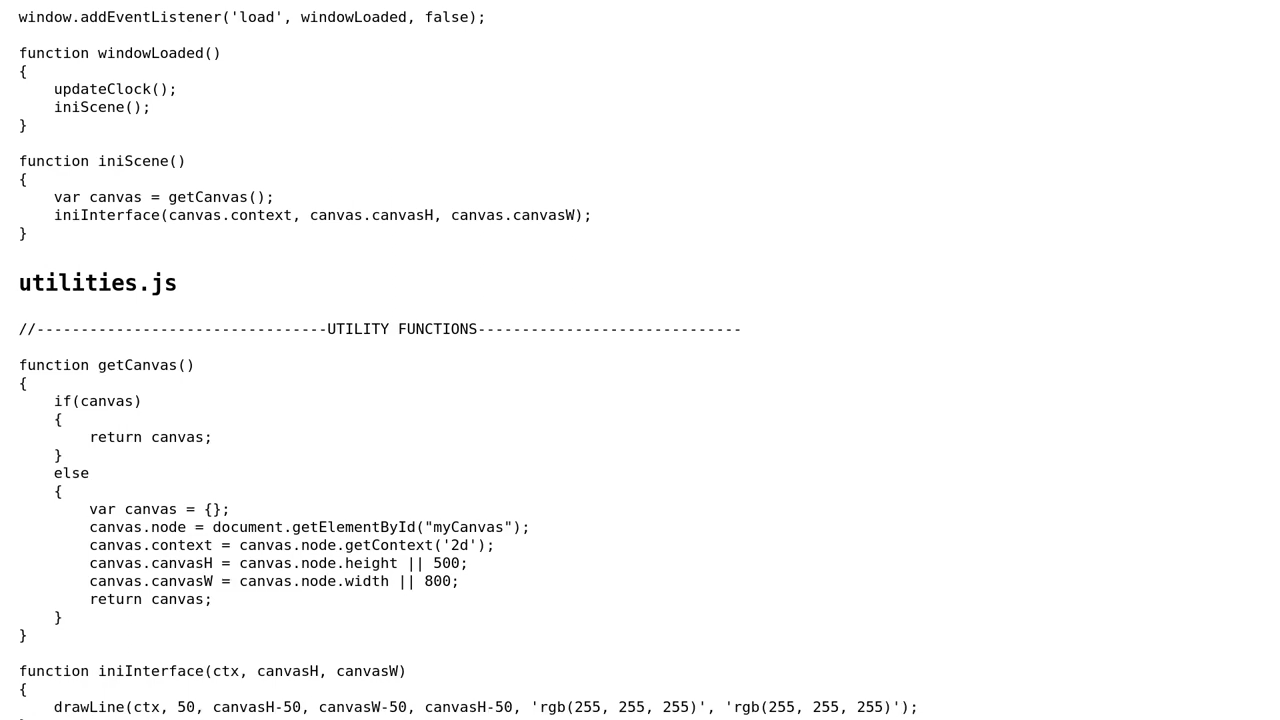 window.addEventListener('load', windowLoaded, false);
function windowLoaded()
{
    updateClock();
    iniScene();
}
function iniScene()
{
    var canvas = getCanvas();
    iniInterface(canvas.context, canvas.canvasH, canvas.canvasW);
}
utilities.js
//---------------------------------UTILITY FUNCTIONS------------------------------
function getCanvas()
{
    if(canvas)
    {
        return canvas;
    }
    else
    {
        var canvas = {};
        canvas.node = document.getElementById("myCanvas");
        canvas.context = canvas.node.getContext('2d');
        canvas.canvasH = canvas.node.height || 500;
        canvas.canvasW = canvas.node.width || 800;
        return canvas;
    }
}
function iniInterface(ctx, canvasH, canvasW)
{
    drawLine(ctx, 50, canvasH-50, canvasW-50, canvasH-50, 'rgb(255, 255, 255)', 'rgb(255, 255, 255)');